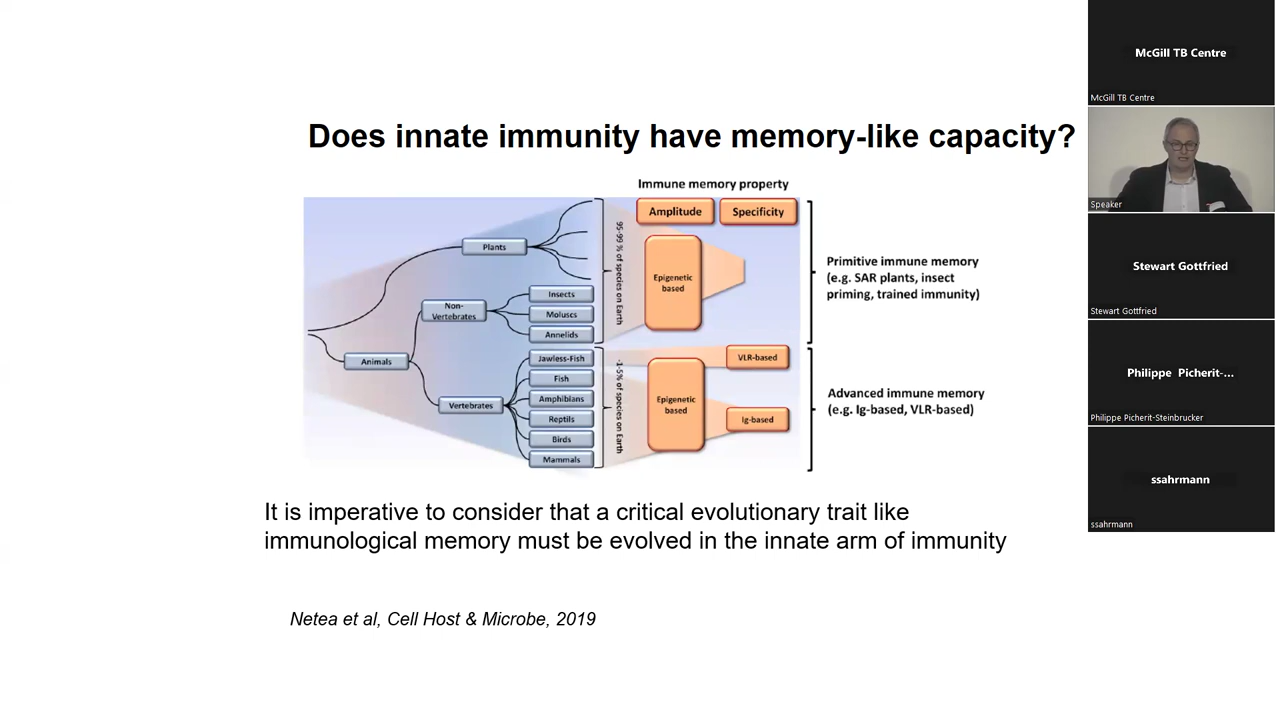 Does innate immunity have memory-like capacity?
Immune memory property
Amplitude
Specificity
Plants
Non-
Vertebrates
Animals
Vertebrates
Insects
Moluscs
Annelids
Jawless-Fish
Fish
Amphibians
Reptils
Birds
Mammals
95-99 % of species on Earth
~1-5% of species on Earth
Epigenetic
based
Epigenetic
based
VLR-based
Ig-based
Primitive immune memory
(e.g. SAR plants, insect
priming, trained immunity)
Advanced immune memory
(e.g. Ig-based, VLR-based)
It is imperative to consider that a critical evolutionary trait like
immunological memory must be evolved in the innate arm of immunity
Netea et al, Cell Host & Microbe, 2019
McGill TB Centre
McGill TB Centre
Speaker
Stewart Gottfried
Stewart Gottfried
Philippe Picherit-...
Philippe Picherit-Steinbrucker
ssahrmann
ssahrmann